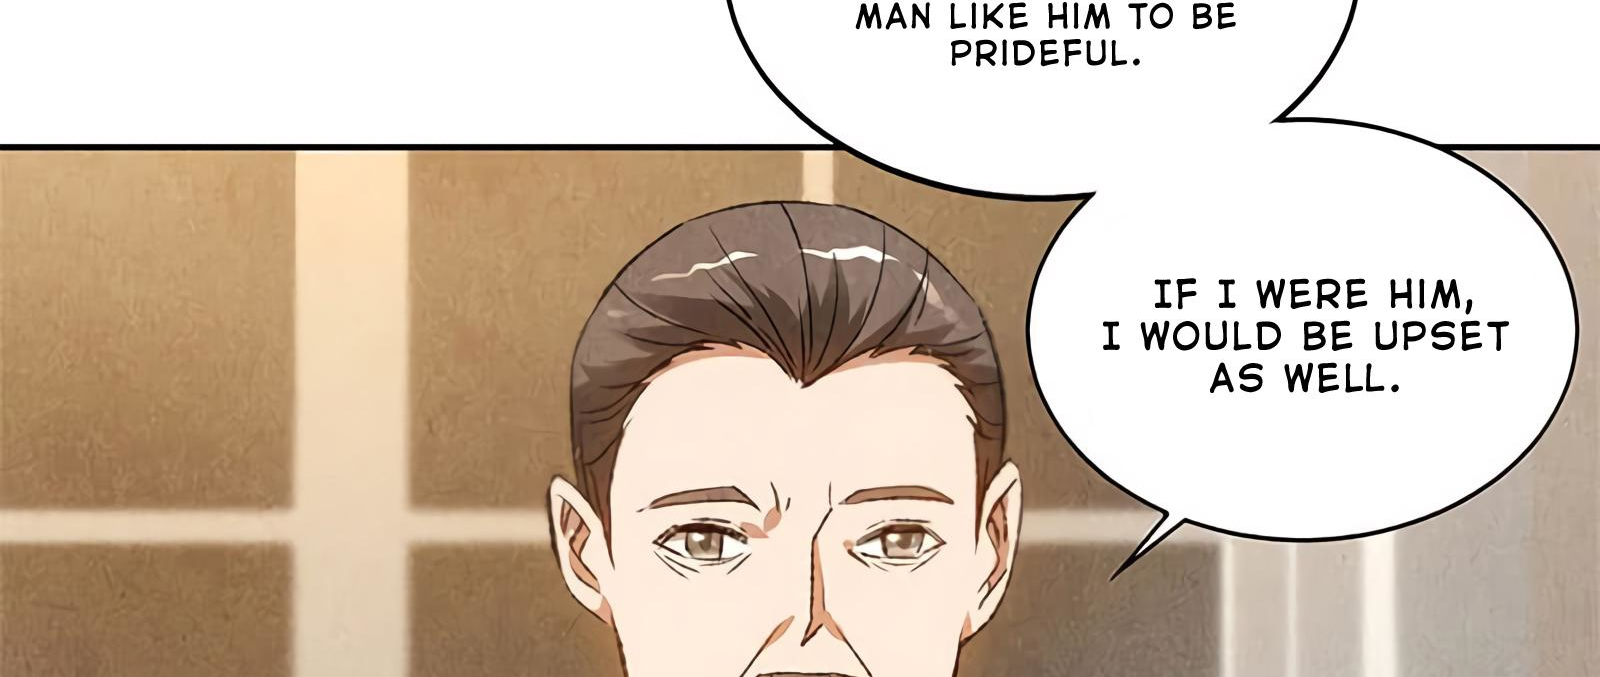 MAN LIKE HIM TO BE
PRIDEFUL.
IF I WERE HIM,
I WOULD BE UPSET
AS WELL.